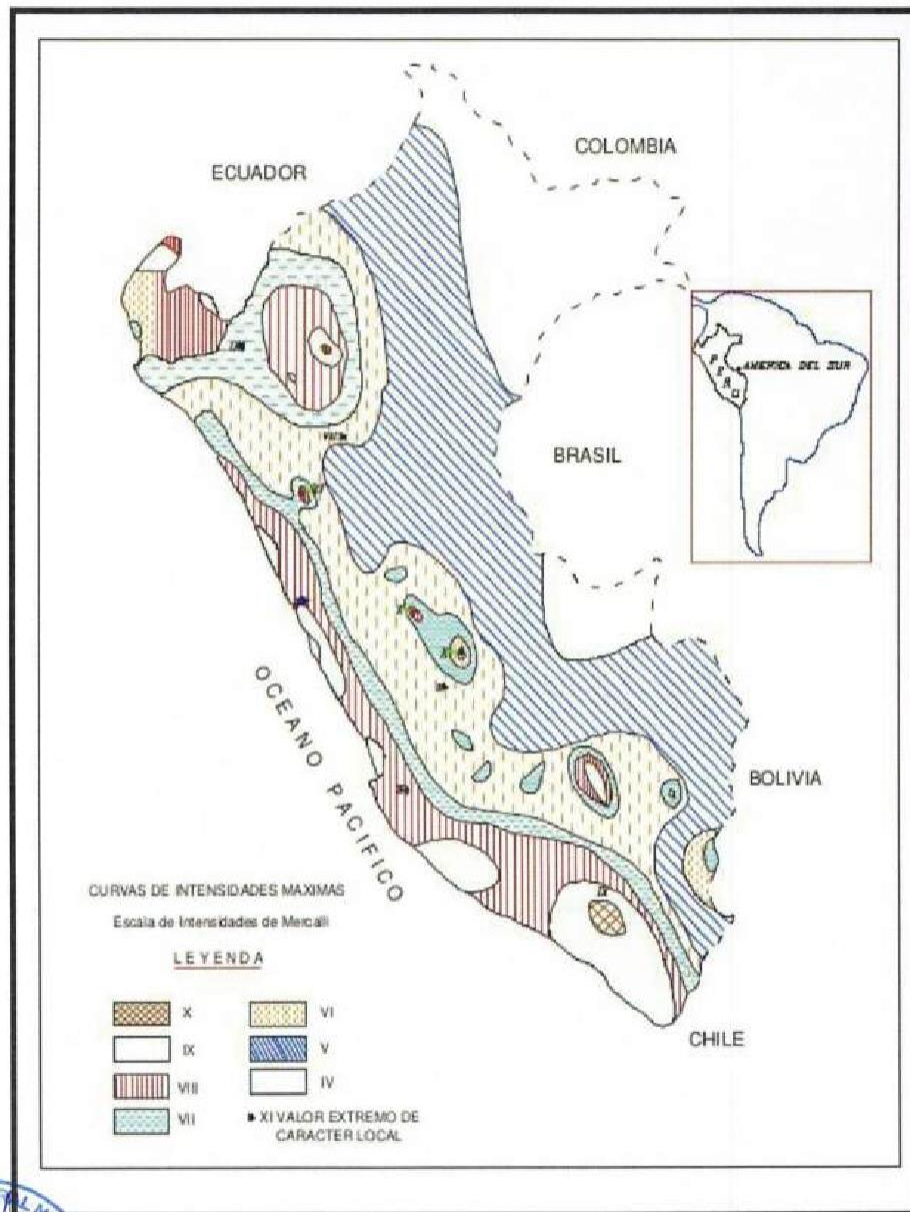 COLOMBIA
ECUADOR
PERU
AMERICA DEL SUR
BRASIL
OCEANO PACIFICO
BOLIVIA
CURVAS DE INTENSIDADES MAXIMAS
Escala de Intensidades de Mercalli
LEYENDA
X
VI
IX
V
VIII
IV
VII
XI VALOR EXTREMO DE
CARACTER LOCAL
CHILE